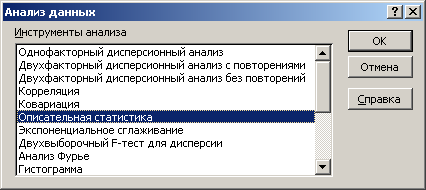 Анализ данных
Инструменты анализа
Однофакторный дисперсионный анализ
Двухфакторный дисперсионный анализ с повторениями
Двухфакторный дисперсионный анализ без повторений
Корреляция
Ковариация
Описательная статистика
Экспоненциальное сглаживание
Двухвыборочный F-тест для дисперсии
Анализ Фурье
Гистограмма
OK
Отмена
Справка